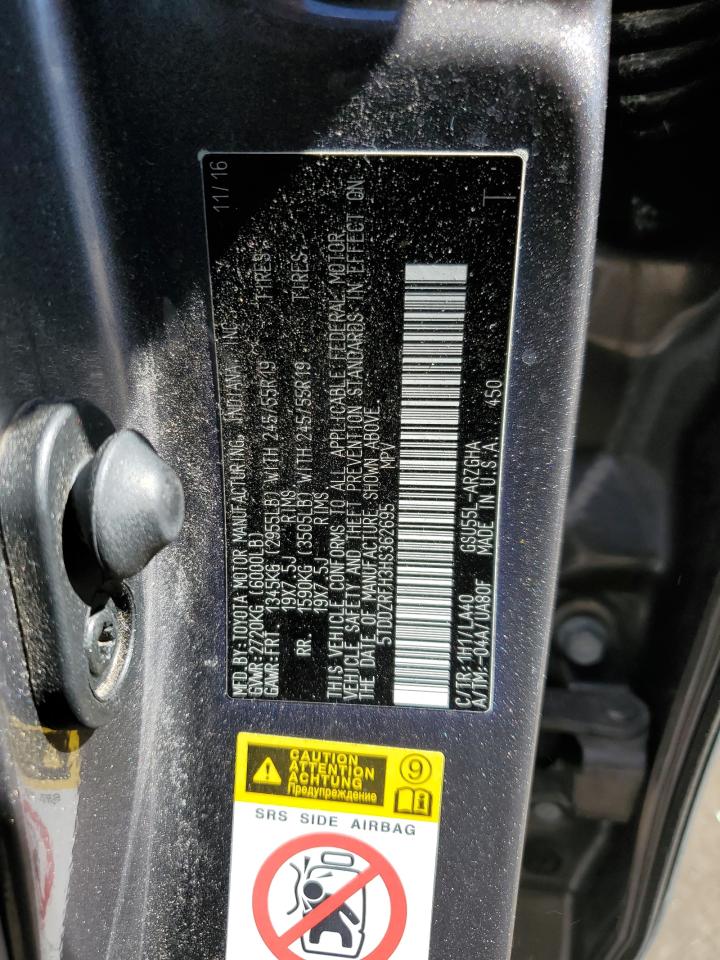 11/16
MFD.BY:TOYOTA MOTOR MANUFACTURING, INDIANA, INC.
GVWR:2720KG (6000LB)
GAWR:FRT 1345KG (2955LB) WITH 245/55R19 TIRES
19X7.5J RIMS
RR 1590KG (3505LB) WITH 245/55R19 TIRES
19X7.5J RIMS
THIS VEHICLE CONFORMS TO ALL APPLICABLE FEDERAL MOTOR
VEHICLE SAFETY AND THEFT PREVENTION STANDARDS IN EFFECT ON
THE DATE OF MANUFACTURE SHOWN ABOVE.
5TDDZRFH3HS362695 MPV
C/TR:1H1/LA40 GSU55L-ARZGHA
A/TM:-04A/UA80F MADE IN U.S.A. 450
T
CAUTION
ATTENTION
ACHTUNG
Предупреждение
9
i
SRS SIDE AIRBAG